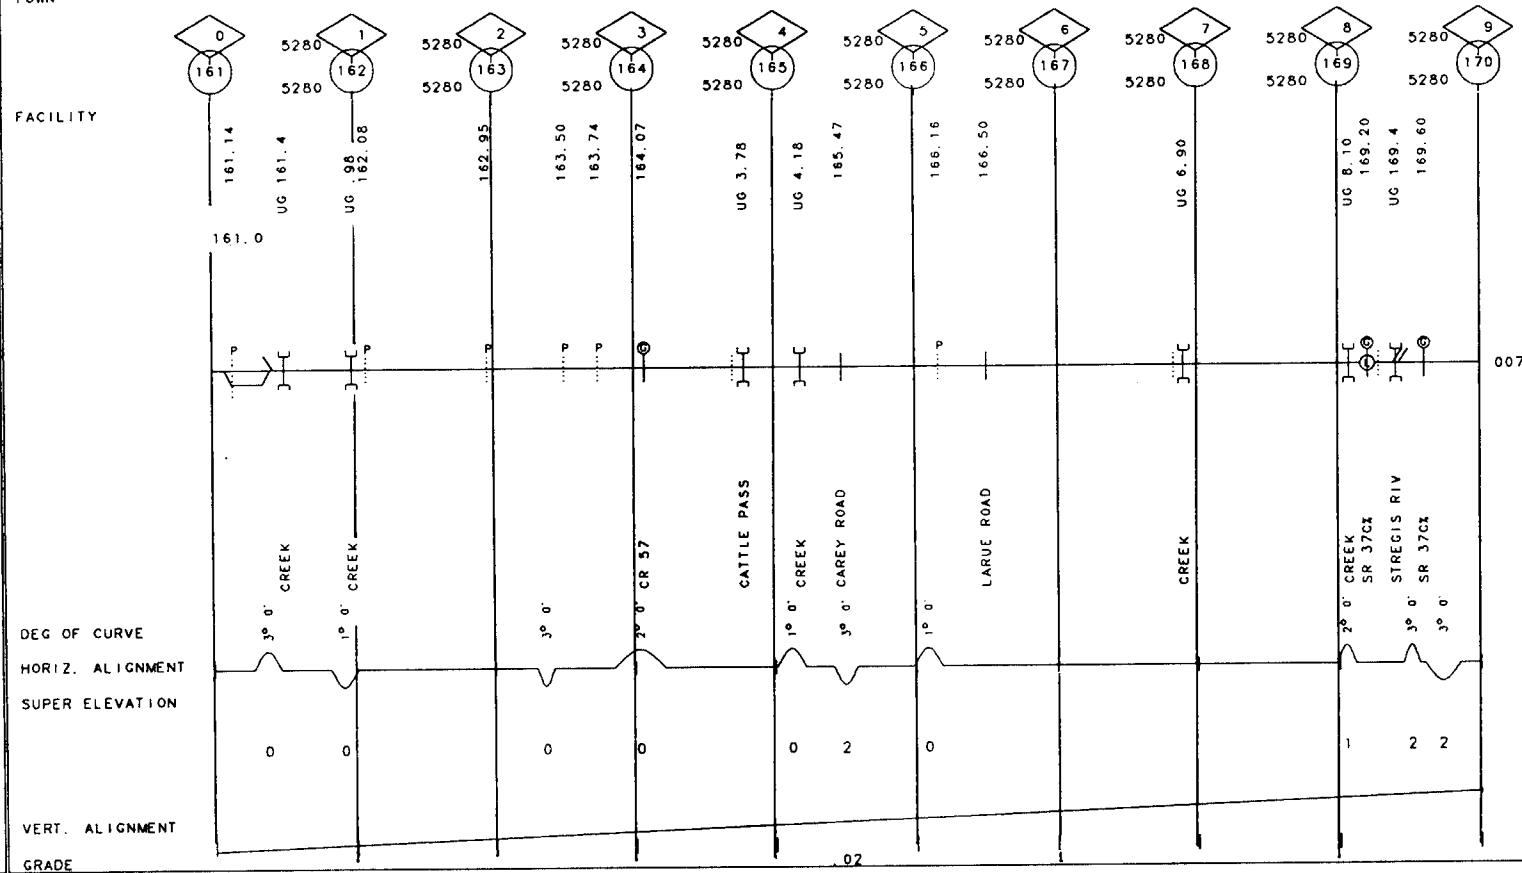 0 1 2 3 4 5 6 7 8 9
5280 5280 5280 5280 5280 5280 5280 5280 5280
161 162 163 164 165 166 167 168 169 170
5280 5280 5280 5280 5280 5280 5280 5280 5280
FACILITY
161.14
UG 161.4
UG .98
162.08
162.95
163.50
163.74
164.07
UG 3.78
UG 4.18
165.47
166.16
166.50
UG 6.90
UG 8.10
169.20
UG 169.4
169.60
161.0
P P P P P G P G G
L
007
CREEK
CREEK
CR 57
CATTLE PASS
CREEK
CAREY ROAD
LARUE ROAD
CREEK
CREEK
SR 37C%
STREGIS RIV
SR 37C%
DEG OF CURVE
3° 0' 1° 0' 3° 0' 2° 0' 1° 0' 3° 0' 1° 0' 2° 0' 3° 0' 3° 0'
HORIZ. ALIGNMENT
SUPER ELEVATION
0 0 0 0 0 2 0 1 2 2
VERT. ALIGNMENT
GRADE
.02